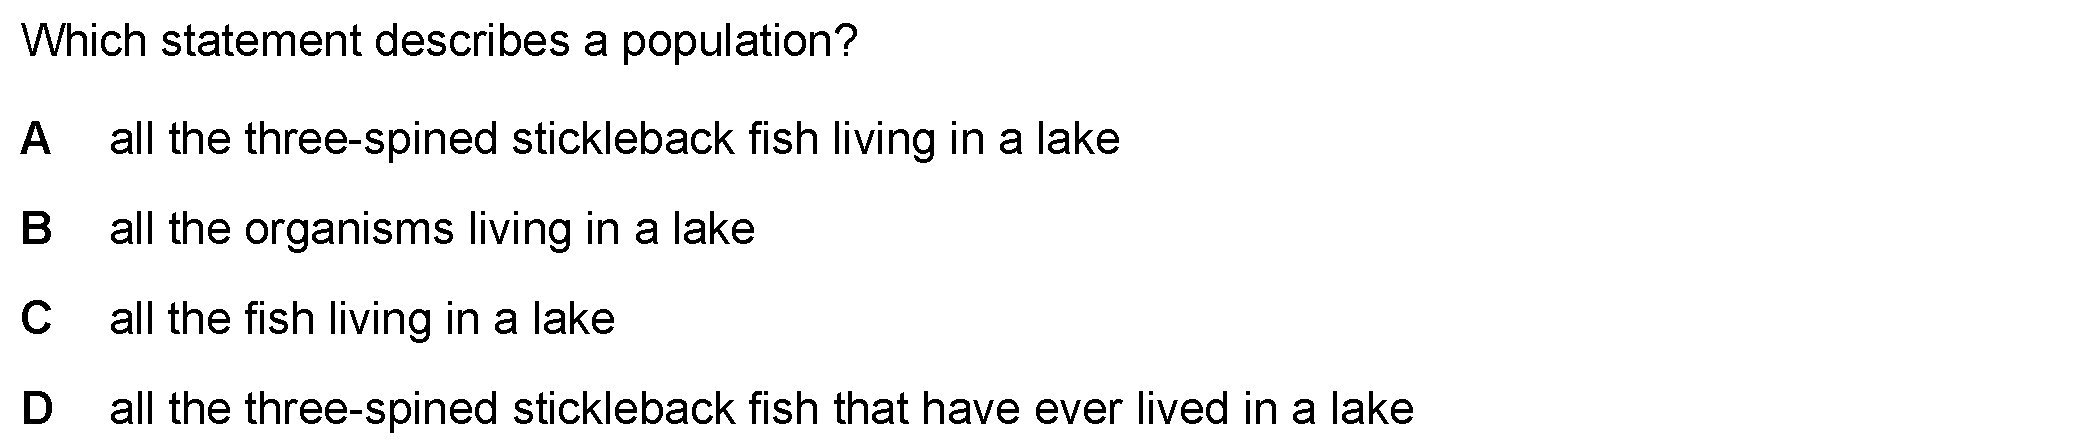 Which statement describes a population?
A all the three-spined stickleback fish living in a lake
B all the organisms living in a lake
C all the fish living in a lake
D all the three-spined stickleback fish that have ever lived in a lake